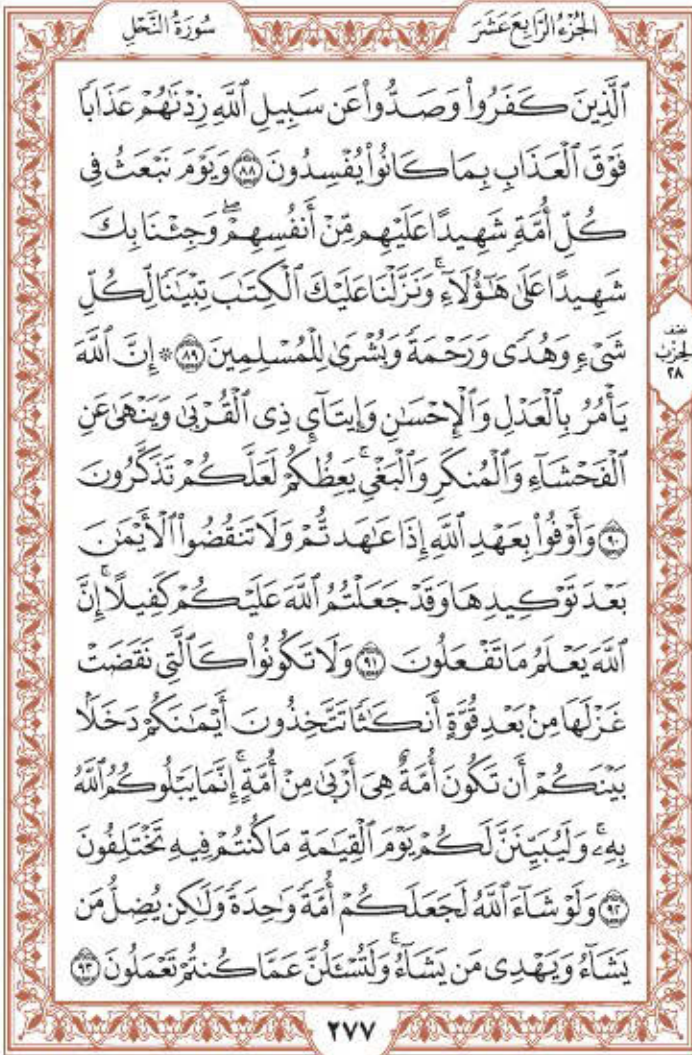 الجُزْءُ الرَّابِعَ عَشَرَ
سُورَةُ النَّحْلِ
ٱلَّذِينَ كَفَرُواْ وَصَدُّواْ عَن سَبِيلِ ٱللَّهِ زِدْنَٰهُمْ عَذَابًا
فَوْقَ ٱلْعَذَابِ بِمَا كَانُواْ يُفْسِدُونَ ٨٨ وَيَوْمَ نَبْعَثُ فِى
كُلِّ أُمَّةٍ شَهِيدًا عَلَيْهِم مِّنْ أَنفُسِهِمْ ۖ وَجِئْنَا بِكَ
شَهِيدًا عَلَىٰ هَٰٓؤُلَآءِ ۚ وَنَزَّلْنَا عَلَيْكَ ٱلْكِتَٰبَ تِبْيَٰنًا لِّكُلِّ
شَىْءٍ وَهُدًى وَرَحْمَةً وَبُشْرَىٰ لِلْمُسْلِمِينَ ٨٩ ۞ إِنَّ ٱللَّهَ
يَأْمُرُ بِٱلْعَدْلِ وَٱلْإِحْسَٰنِ وَإِيتَآىِٕ ذِى ٱلْقُرْبَىٰ وَيَنْهَىٰ عَنِ
ٱلْفَحْشَآءِ وَٱلْمُنكَرِ وَٱلْبَغْىِ ۚ يَعِظُكُمْ لَعَلَّكُمْ تَذَكَّرُونَ
٩٠ وَأَوْفُواْ بِعَهْدِ ٱللَّهِ إِذَا عَٰهَدتُّمْ وَلَا تَنقُضُواْ ٱلْأَيْمَٰنَ
بَعْدَ تَوْكِيدِهَا وَقَدْ جَعَلْتُمُ ٱللَّهَ عَلَيْكُمْ كَفِيلًا ۚ إِنَّ
ٱللَّهَ يَعْلَمُ مَا تَفْعَلُونَ ٩١ وَلَا تَكُونُواْ كَٱلَّتِى نَقَضَتْ
غَزْلَهَا مِنۢ بَعْدِ قُوَّةٍ أَنكَٰثًا تَتَّخِذُونَ أَيْمَٰنَكُمْ دَخَلًۢا
بَيْنَكُمْ أَن تَكُونَ أُمَّةٌ هِىَ أَرْبَىٰ مِنْ أُمَّةٍ ۚ إِنَّمَا يَبْلُوكُمُ ٱللَّهُ
بِهِۦ ۚ وَلَيُبَيِّنَنَّ لَكُمْ يَوْمَ ٱلْقِيَٰمَةِ مَا كُنتُمْ فِيهِ تَخْتَلِفُونَ
٩٢ وَلَوْ شَآءَ ٱللَّهُ لَجَعَلَكُمْ أُمَّةً وَٰحِدَةً وَلَٰكِن يُضِلُّ مَن
يَشَآءُ وَيَهْدِى مَن يَشَآءُ ۚ وَلَتُسْـَٔلُنَّ عَمَّا كُنتُمْ تَعْمَلُونَ ٩٣
نصف
الحزب
٢٨
٢٧٧